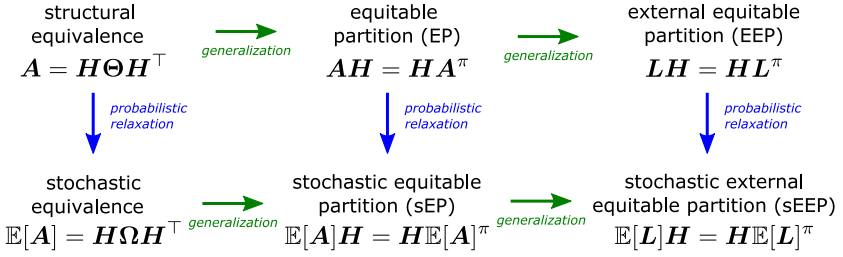 structural
equivalence
A = HΘH⊤
generalization
equitable
partition (EP)
AH = HA^π
generalization
external equitable
partition (EEP)
LH = HL^π
probabilistic
relaxation
probabilistic
relaxation
probabilistic
relaxation
stochastic
equivalence
𝔼[A] = HΩH⊤
generalization
stochastic equitable
partition (sEP)
𝔼[A]H = H𝔼[A]^π
generalization
stochastic external
equitable partition (sEEP)
𝔼[L]H = H𝔼[L]^π